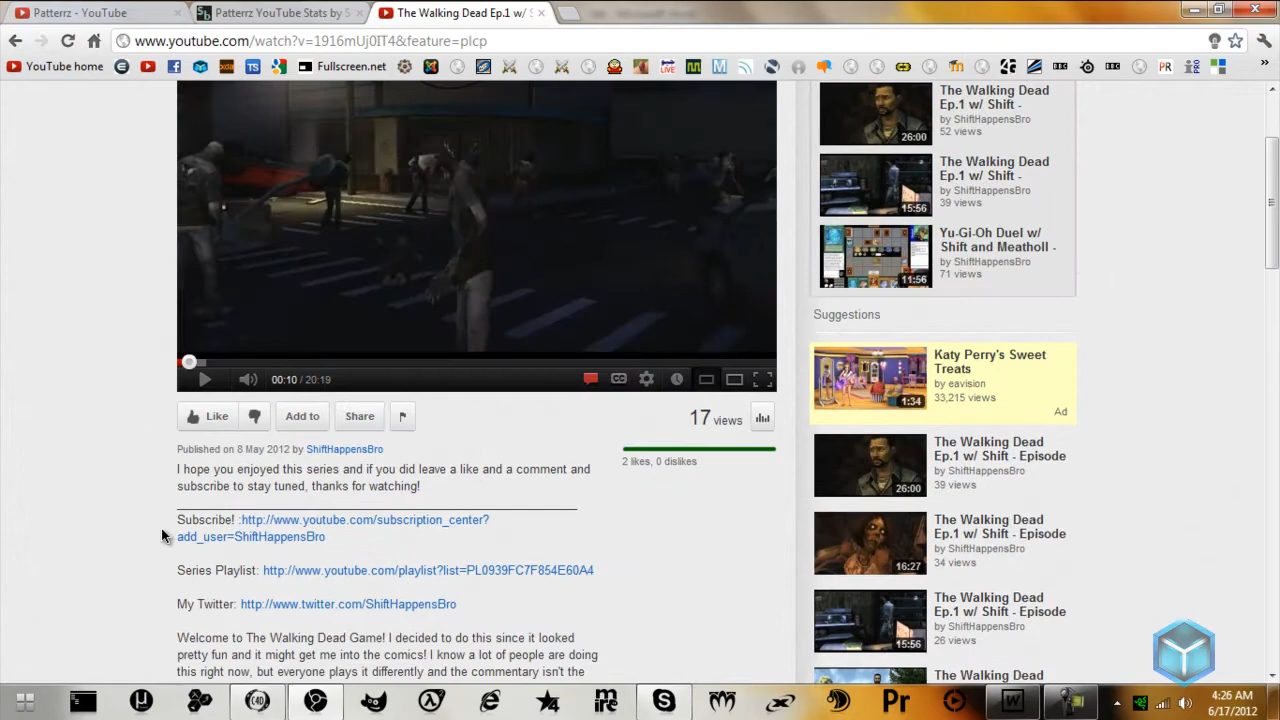 Patterrz - YouTube
Patterrz YouTube Stats by S
The Walking Dead Ep.1 w/ S
www.youtube.com/watch?v=1916mUj0IT4&feature=plcp
YouTube home
Fullscreen.net
The Walking Dead
Ep.1 w/ Shift -
by ShiftHappensBro
52 views
26:00
The Walking Dead
Ep.1 w/ Shift -
by ShiftHappensBro
39 views
15:56
Yu-Gi-Oh Duel w/
Shift and Meatholl -
by ShiftHappensBro
71 views
11:56
Suggestions
Katy Perry's Sweet
Treats
by eavision
33,215 views
1:34
Ad
The Walking Dead
Ep.1 w/ Shift - Episode
by ShiftHappensBro
39 views
26:00
The Walking Dead
Ep.1 w/ Shift - Episode
by ShiftHappensBro
34 views
16:27
The Walking Dead
Ep.1 w/ Shift - Episode
by ShiftHappensBro
26 views
15:56
The Walking Dead
00:10 / 20:19
Like
Add to
Share
17 views
Published on 8 May 2012 by ShiftHappensBro
2 likes, 0 dislikes
I hope you enjoyed this series and if you did leave a like and a comment and
subscribe to stay tuned, thanks for watching!
Subscribe! :http://www.youtube.com/subscription_center?
add_user=ShiftHappensBro
Series Playlist: http://www.youtube.com/playlist?list=PL0939FC7F854E60A4
My Twitter: http://www.twitter.com/ShiftHappensBro
Welcome to The Walking Dead Game! I decided to do this since it looked
pretty fun and it might get me into the comics! I know a lot of people are doing
this right now, but everyone plays it differently and the commentary isn't the
4:26 AM
6/17/2012